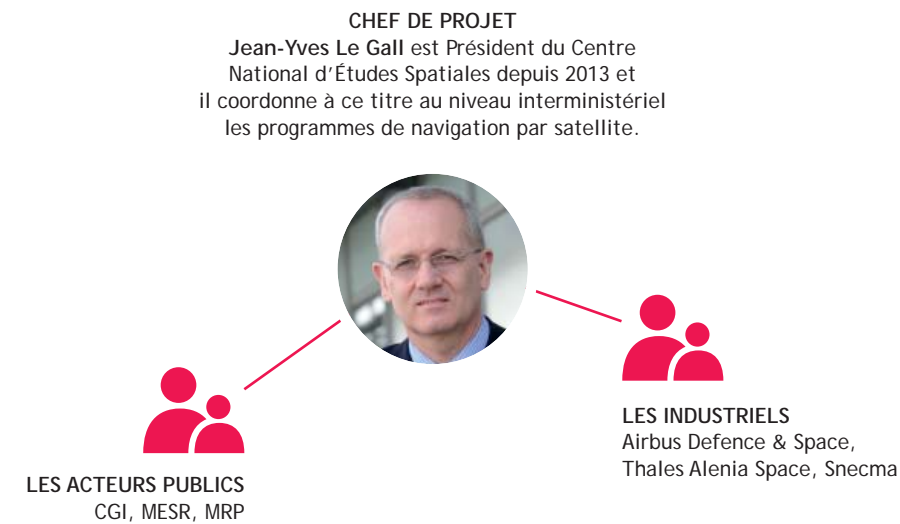 CHEF DE PROJET
Jean-Yves Le Gall est Président du Centre
National d’Études Spatiales depuis 2013 et
il coordonne à ce titre au niveau interministériel
les programmes de navigation par satellite.
LES INDUSTRIELS
Airbus Defence & Space,
Thales Alenia Space, Snecma
LES ACTEURS PUBLICS
CGI, MESR, MRP